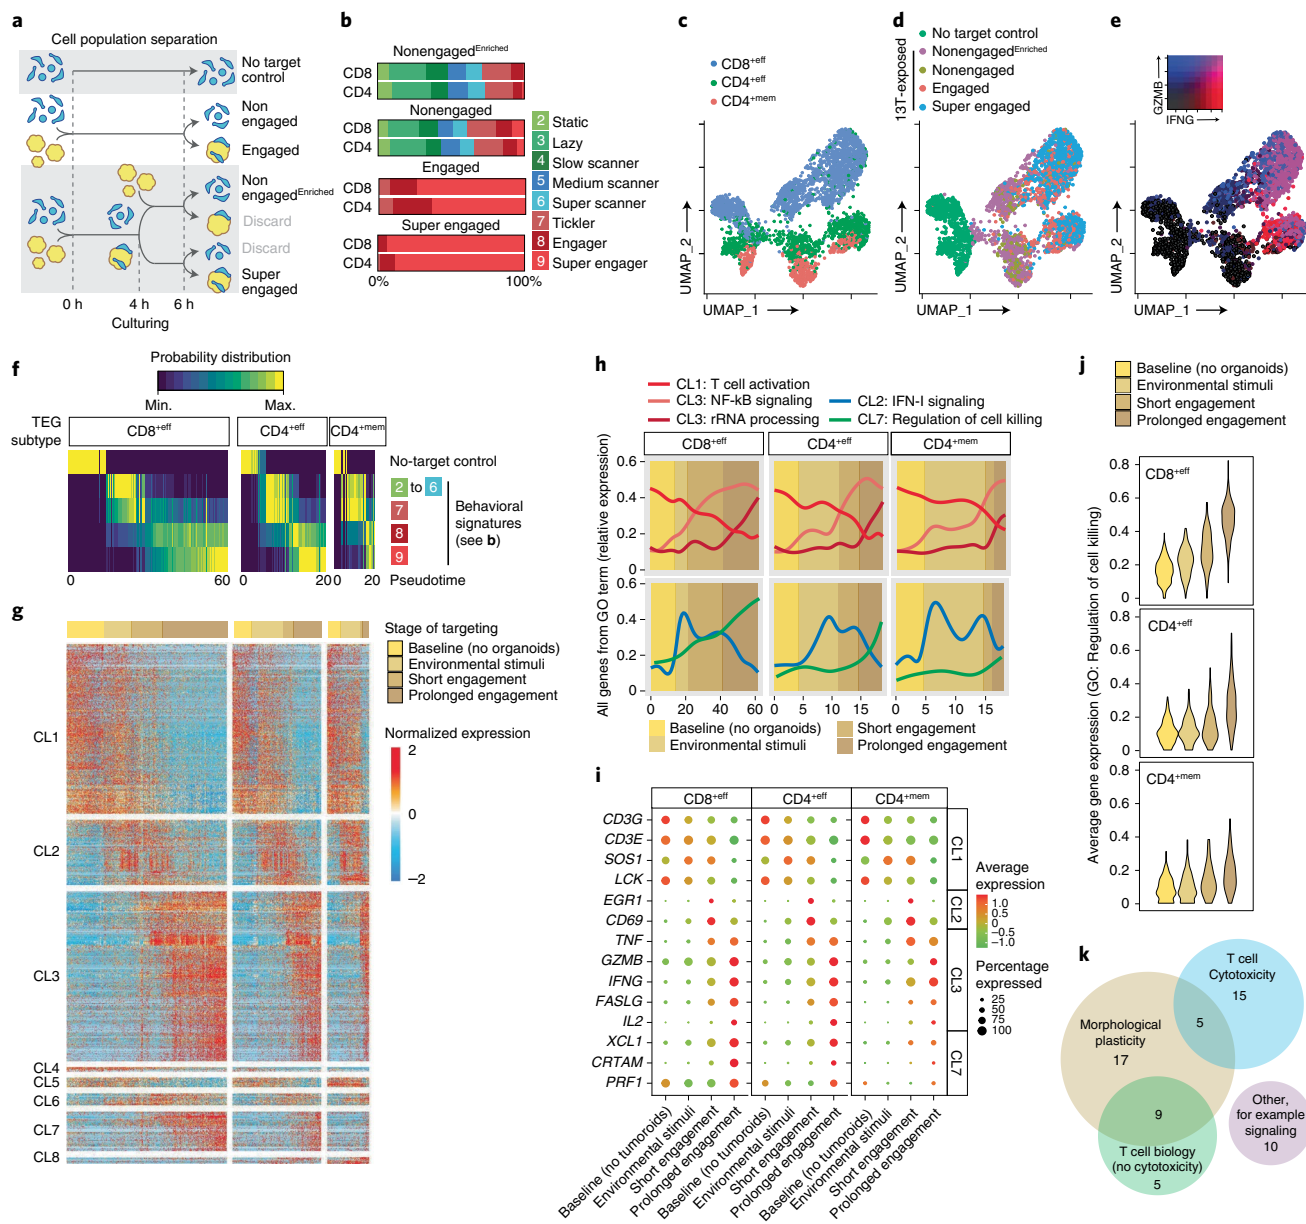 a
Cell population separation
No target
control
Non
engaged
Engaged
Non
engagedEnriched
Discard
Discard
Super
engaged
0 h
4 h
6 h
Culturing
b
NonengagedEnriched
CD8
CD4
Nonengaged
CD8
CD4
Engaged
CD8
CD4
Super engaged
CD8
CD4
0%
100%
2 Static
3 Lazy
4 Slow scanner
5 Medium scanner
6 Super scanner
7 Tickler
8 Engager
9 Super engager
c
CD8+eff
CD4+eff
CD4+mem
UMAP_2
UMAP_1
d
13T-exposed
No target control
NonengagedEnriched
Nonengaged
Engaged
Super engaged
UMAP_2
UMAP_1
e
GZMB
IFNG
UMAP_2
UMAP_1
f
Probability distribution
Min.
Max.
TEG
subtype
CD8+eff
CD4+eff
CD4+mem
No-target control
2 to 6
7
8
9
Behavioral
signatures
(see b)
0
60
0
20
0
20
Pseudotime
g
Stage of targeting
Baseline (no organoids)
Environmental stimuli
Short engagement
Prolonged engagement
Normalized expression
2
0
−2
CL1
CL2
CL3
CL4
CL5
CL6
CL7
CL8
h
CL1: T cell activation
CL3: NF-kB signaling
CL2: IFN-I signaling
CL3: rRNA processing
CL7: Regulation of cell killing
CD8+eff
CD4+eff
CD4+mem
All genes from GO term (relative expression)
0.6
0.4
0.2
0
0.6
0.4
0.2
0
0
20
40
60
0
5
10
15
0
5
10
15
Baseline (no organoids)
Environmental stimuli
Short engagement
Prolonged engagement
i
CD8+eff
CD4+eff
CD4+mem
CD3G
CD3E
SOS1
LCK
EGR1
CD69
TNF
GZMB
IFNG
FASLG
IL2
XCL1
CRTAM
PRF1
CL1
CL2
CL3
CL7
Average
expression
1.0
0.5
0
−0.5
−1.0
Percentage
expressed
25
50
75
100
Baseline (no tumoroids)
Environmental stimuli
Short engagement
Prolonged engagement
Baseline (no tumoroids)
Environmental stimuli
Short engagement
Prolonged engagement
Baseline (no tumoroids)
Environmental stimuli
Short engagement
Prolonged engagement
j
Baseline (no organoids)
Environmental stimuli
Short engagement
Prolonged engagement
Average gene expression (GO: Regulation of cell killing)
0.8
0.6
0.4
0.2
0
CD8+eff
0.8
0.6
0.4
0.2
0
CD4+eff
0.8
0.6
0.4
0.2
0
CD4+mem
k
T cell
Cytotoxicity
15
5
Morphological
plasticity
17
9
T cell biology
(no cytotoxicity)
5
Other,
for example
signaling
10